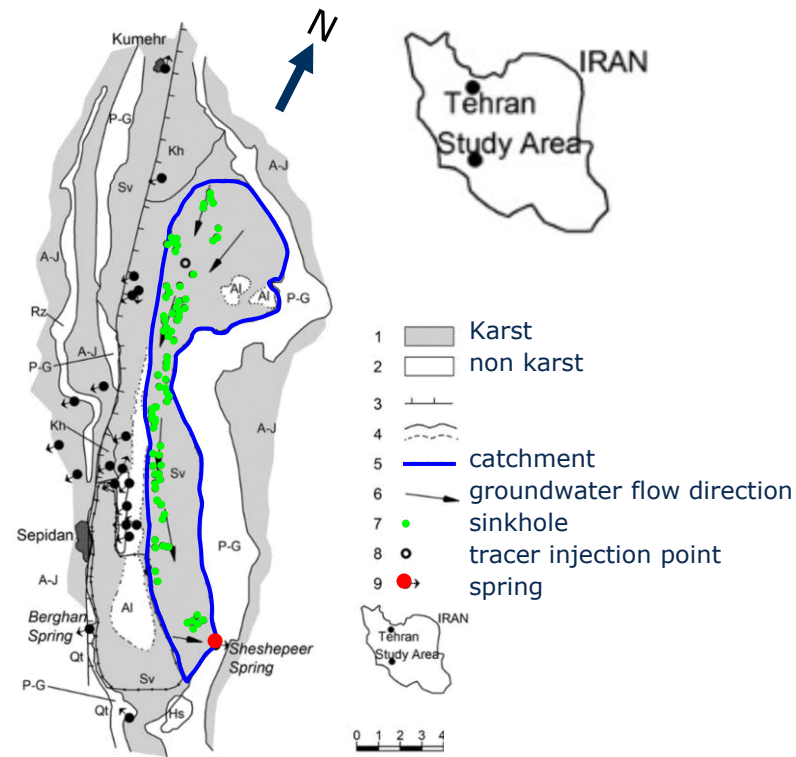 N
Kumehr
P-G
Kh
A-J
Sv
A-J
Al
Al
P-G
Rz
A-J
P-G
Kh
A-J
Sv
Sepidan
P-G
A-J
Al
Berghan
Spring
Sheshepeer
Spring
Qt
Sv
P-G
Qt
Hs
IRAN
Tehran
Study Area
1 Karst
2 non karst
3
4
5 catchment
6 groundwater flow direction
7 sinkhole
8 tracer injection point
9 spring
IRAN
Tehran
Study Area
0 1 2 3 4